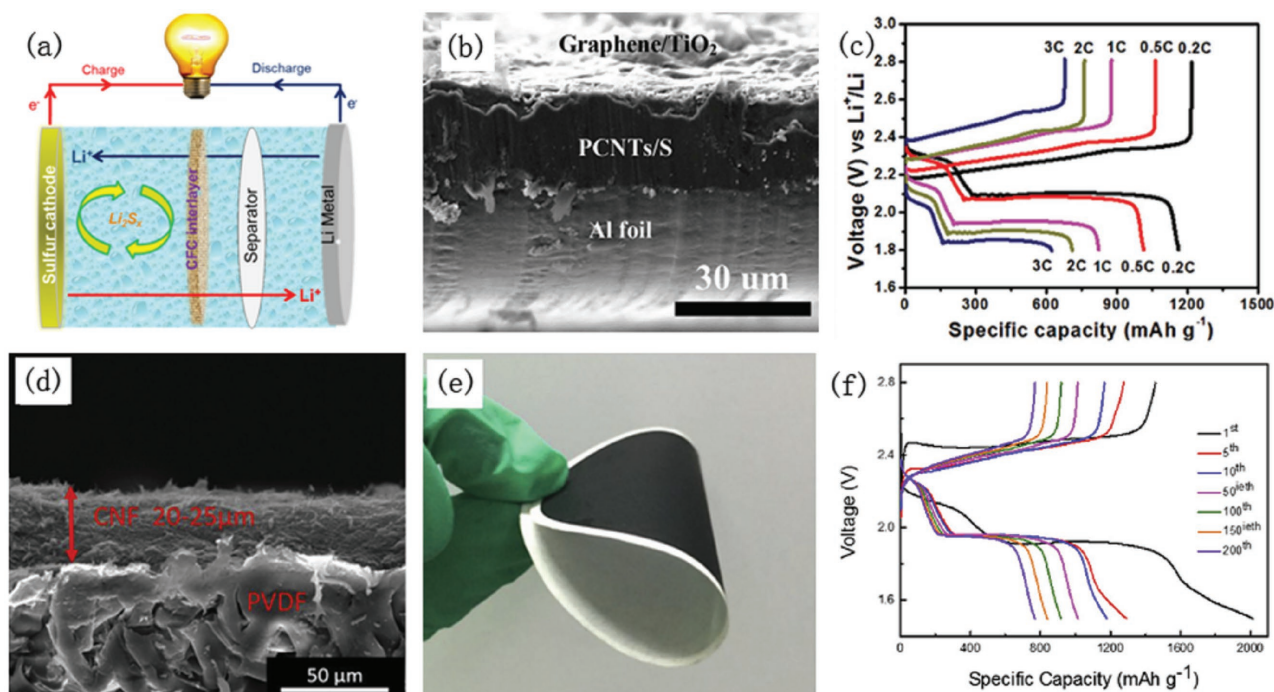 (a)
Charge
Discharge
e⁻
e⁻
Sulfur cathode
Li⁺
Li₂Sₓ
CFC interlayer
Separator
Li Metal
Li⁺
(b)
Graphene/TiO₂
PCNTs/S
Al foil
30 um
(c)
Voltage (V) vs Li⁺/Li
3.0
2.8
2.6
2.4
2.2
2.0
1.8
1.6
3C 2C 1C 0.5C 0.2C
3C 2C 1C 0.5C 0.2C
0 300 600 900 1200 1500
Specific capacity (mAh g⁻¹)
(d)
CNF 20-25μm
PVDF
50 μm
(e)
(f)
Voltage (V)
2.8
2.4
2.0
1.6
1ˢᵗ
5ᵗʰ
10ᵗʰ
50ⁱᵉᵗʰ
100ᵗʰ
150ⁱᵉᵗʰ
200ᵗʰ
0 400 800 1200 1600 2000
Specific Capacity (mAh g⁻¹)